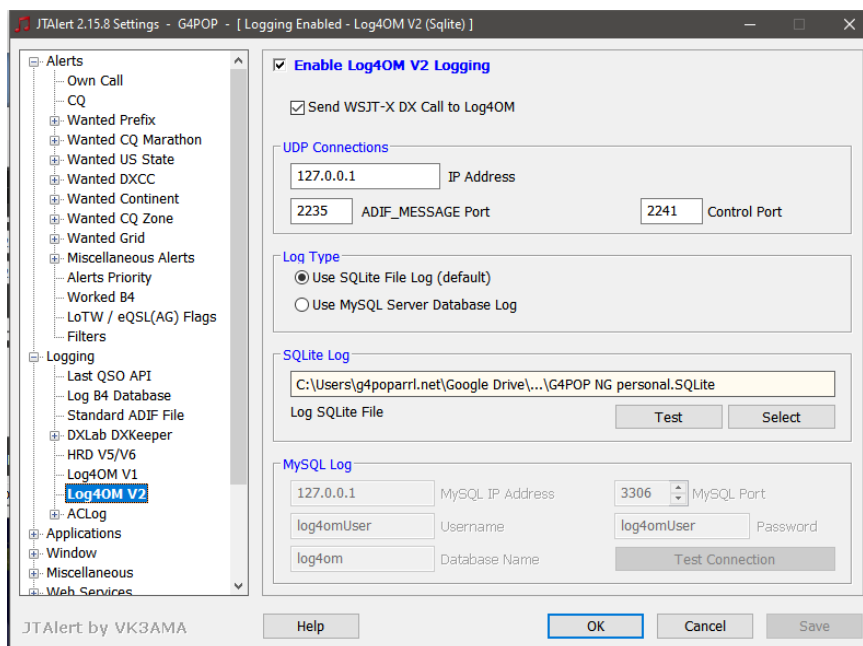 JTAlert 2.15.8 Settings - G4POP - [ Logging Enabled - Log4OM V2 (Sqlite) ]
Alerts
Own Call
CQ
Wanted Prefix
Wanted CQ Marathon
Wanted US State
Wanted DXCC
Wanted Continent
Wanted CQ Zone
Wanted Grid
Miscellaneous Alerts
Alerts Priority
Worked B4
LoTW / eQSL(AG) Flags
Filters
Logging
Last QSO API
Log B4 Database
Standard ADIF File
DXLab DXKeeper
HRD V5/V6
Log4OM V1
Log4OM V2
ACLog
Applications
Window
Miscellaneous
Web Services
Enable Log4OM V2 Logging
Send WSJT-X DX Call to Log4OM
UDP Connections
127.0.0.1 IP Address
2235 ADIF_MESSAGE Port 2241 Control Port
Log Type
Use SQLite File Log (default)
Use MySQL Server Database Log
SQLite Log
C:\Users\g4poparrl.net\Google Drive\...\G4POP NG personal.SQLite
Log SQLite File Test Select
MySQL Log
127.0.0.1 MySQL IP Address 3306 MySQL Port
log4omUser Username log4omUser Password
log4om Database Name Test Connection
JTAlert by VK3AMA Help OK Cancel Save